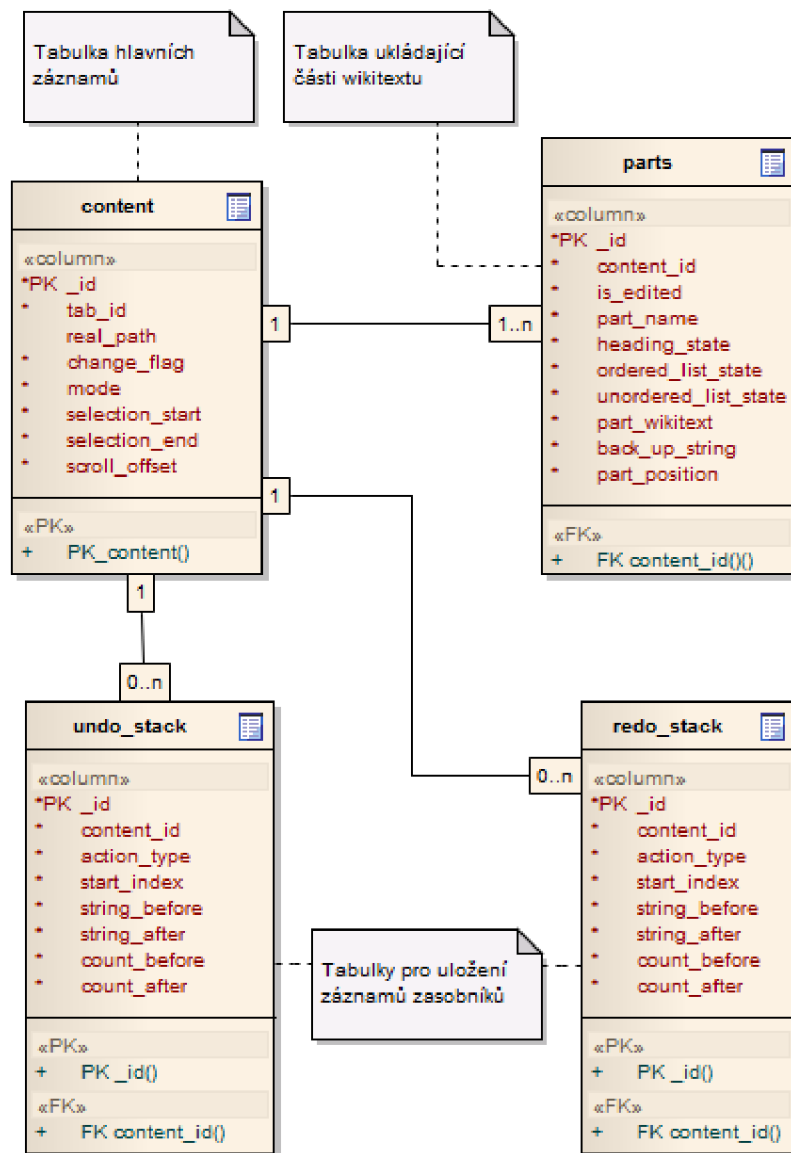 Tabulka hlavních
záznamů
Tabulka ukládající
části wikitextu
content
«column»
*PK _id
* tab_id
real_path
* change_flag
* mode
* selection_start
* selection_end
* scroll_offset
«PK»
+ PK_content()
parts
«column»
*PK _id
* content_id
* is_edited
* part_name
* heading_state
* ordered_list_state
* unordered_list_state
* part_wikitext
* back_up_string
* part_position
«FK»
+ FK content_id()()
1
1..n
1
1
0..n
0..n
undo_stack
«column»
*PK _id
* content_id
* action_type
* start_index
* string_before
* string_after
* count_before
* count_after
«PK»
+ PK _id()
«FK»
+ FK content_id()
Tabulky pro uložení
záznamů zasobníků
redo_stack
«column»
*PK _id
* content_id
* action_type
* start_index
* string_before
* string_after
* count_before
* count_after
«PK»
+ PK _id()
«FK»
+ FK content_id()